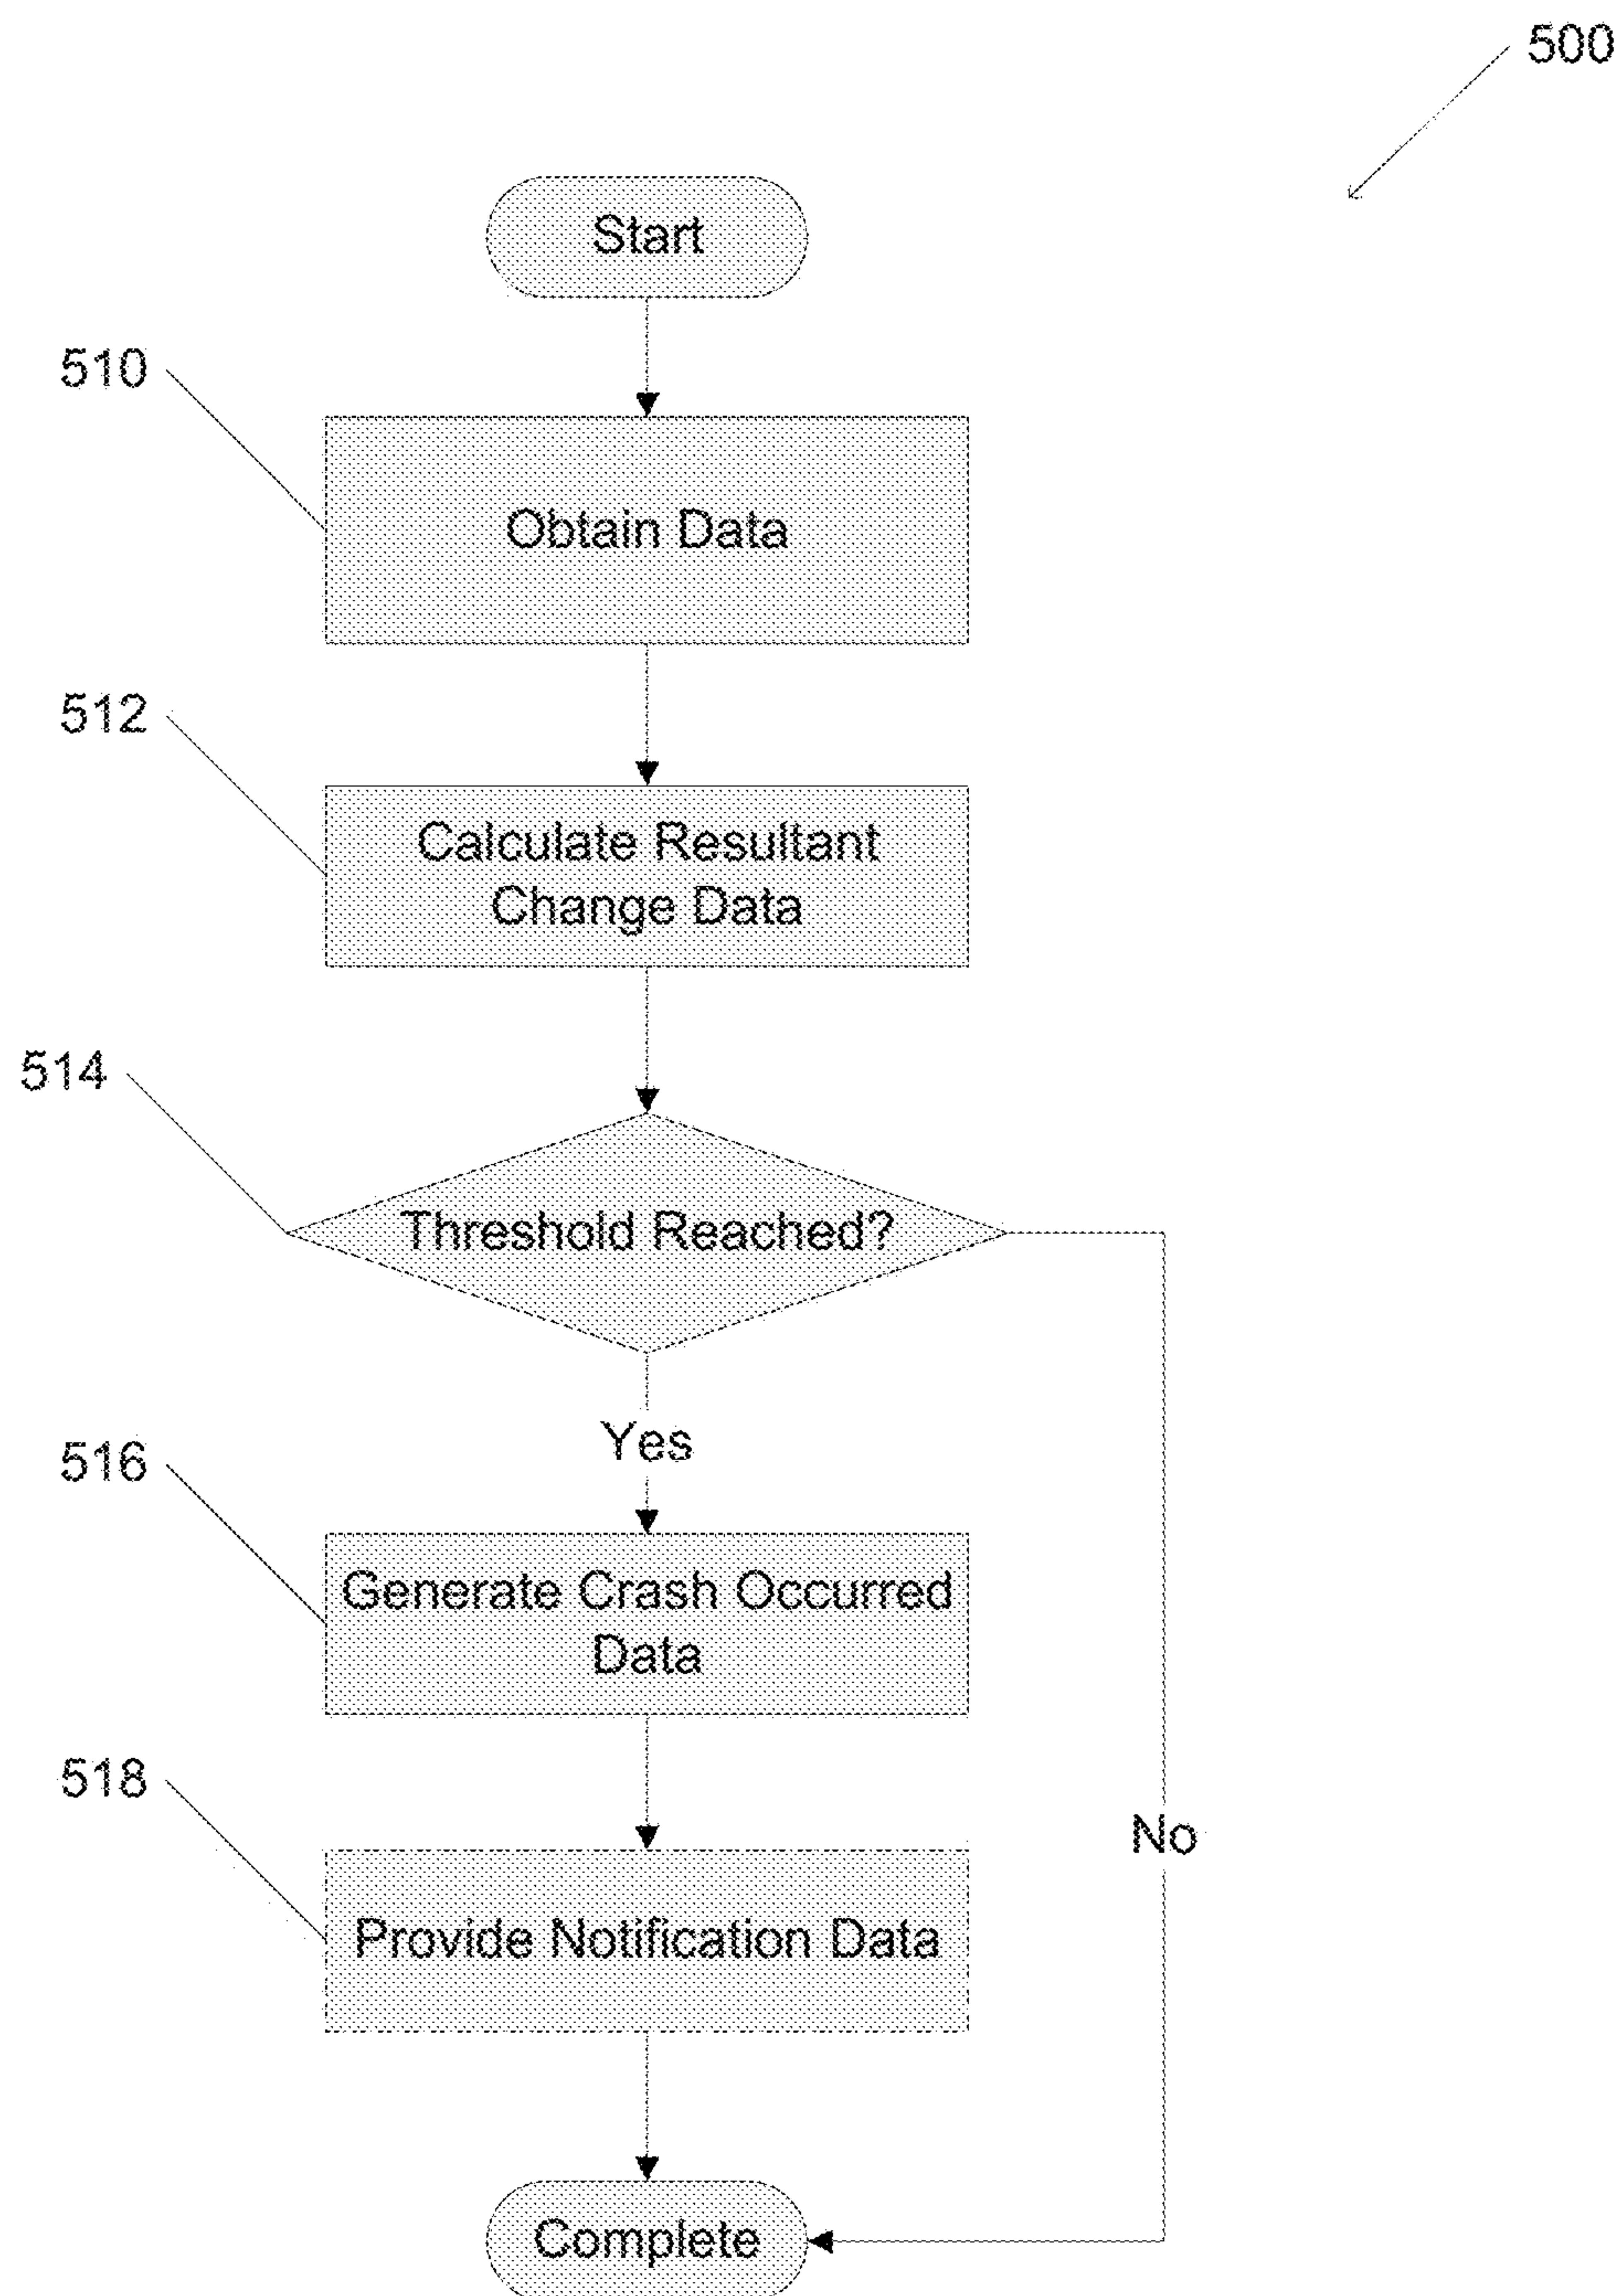 500
Start
510
Obtain Data
512
Calculate Resultant
Change Data
514
Threshold Reached?
Yes
516
Generate Crash Occurred
Data
518
No
Provide Notification Data
Complete